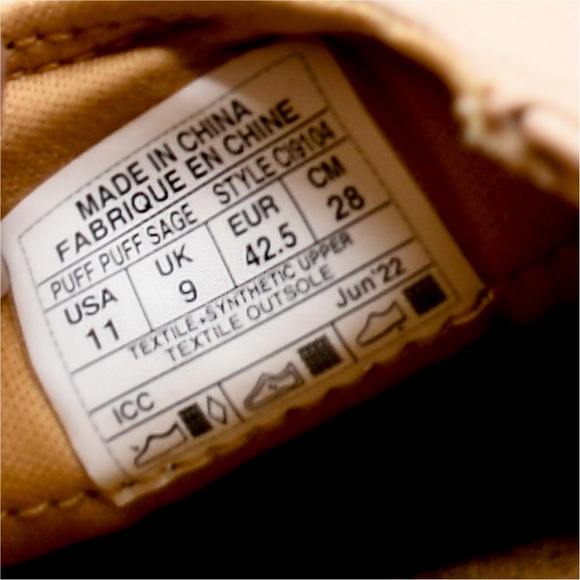 MADE IN CHINA
FABRIQUE EN CHINE
PUFF PUFF SAGE STYLE CI9104
USA UK EUR CM
11 9 42.5 28
TEXTILE+SYNTHETIC UPPER
TEXTILE OUTSOLE
Jun'22
ICC